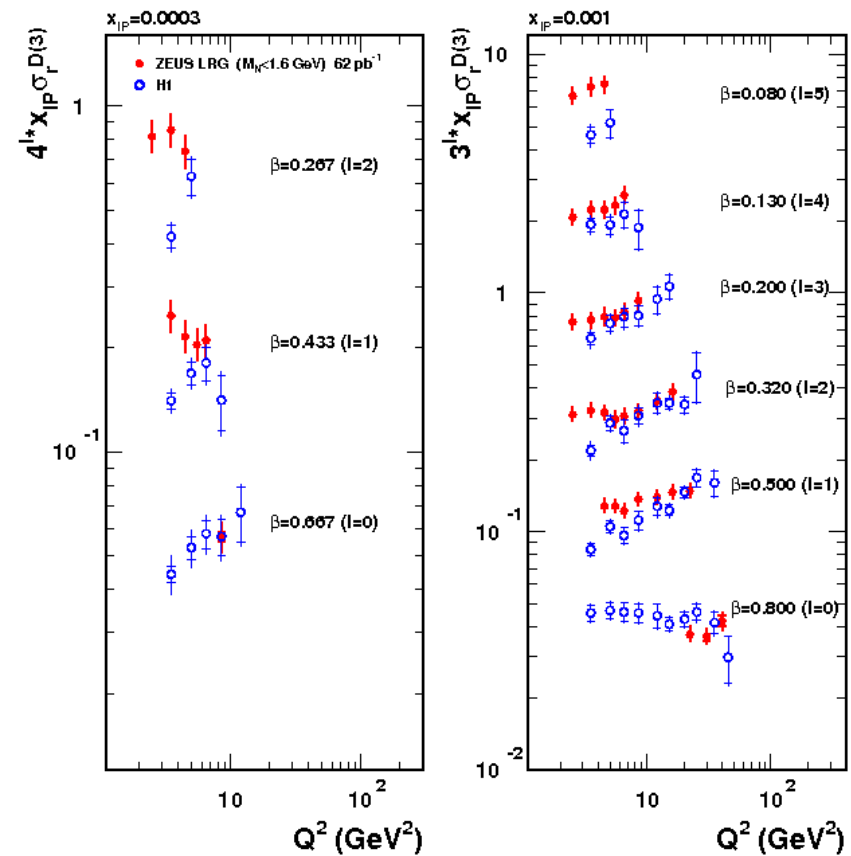 x_IP=0.0003
4^l* x_IP σ_r^D(3)
ZEUS LRG (M_N<1.6 GeV) 62 pb^-1
H1
1
10^-1
β=0.267 (l=2)
β=0.433 (l=1)
β=0.667 (l=0)
10
10^2
Q^2 (GeV^2)
x_IP=0.001
3^l* x_IP σ_r^D(3)
10
1
10^-1
10^-2
β=0.080 (l=5)
β=0.130 (l=4)
β=0.200 (l=3)
β=0.320 (l=2)
β=0.500 (l=1)
β=0.800 (l=0)
10
10^2
Q^2 (GeV^2)